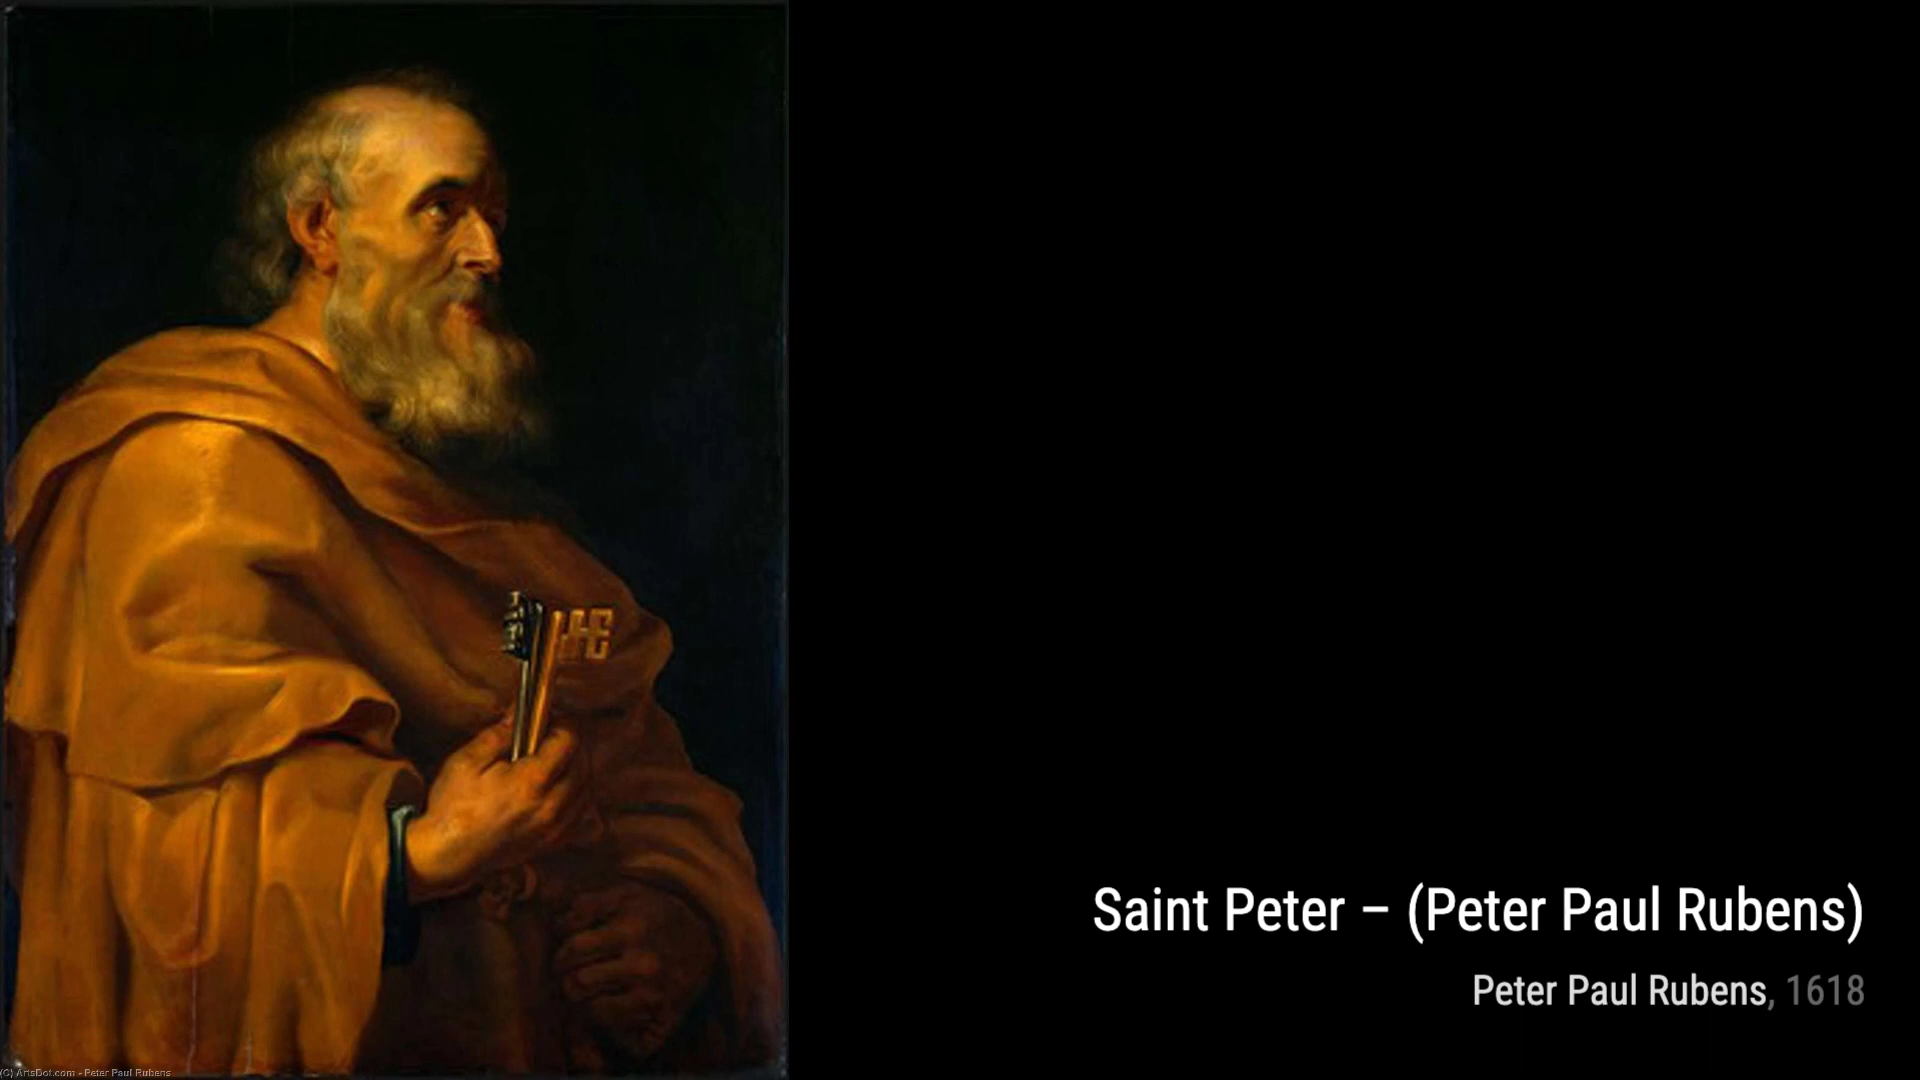 Saint Peter – (Peter Paul Rubens)
Peter Paul Rubens, 1618
(C) ArtsDot.com - Peter Paul Rubens